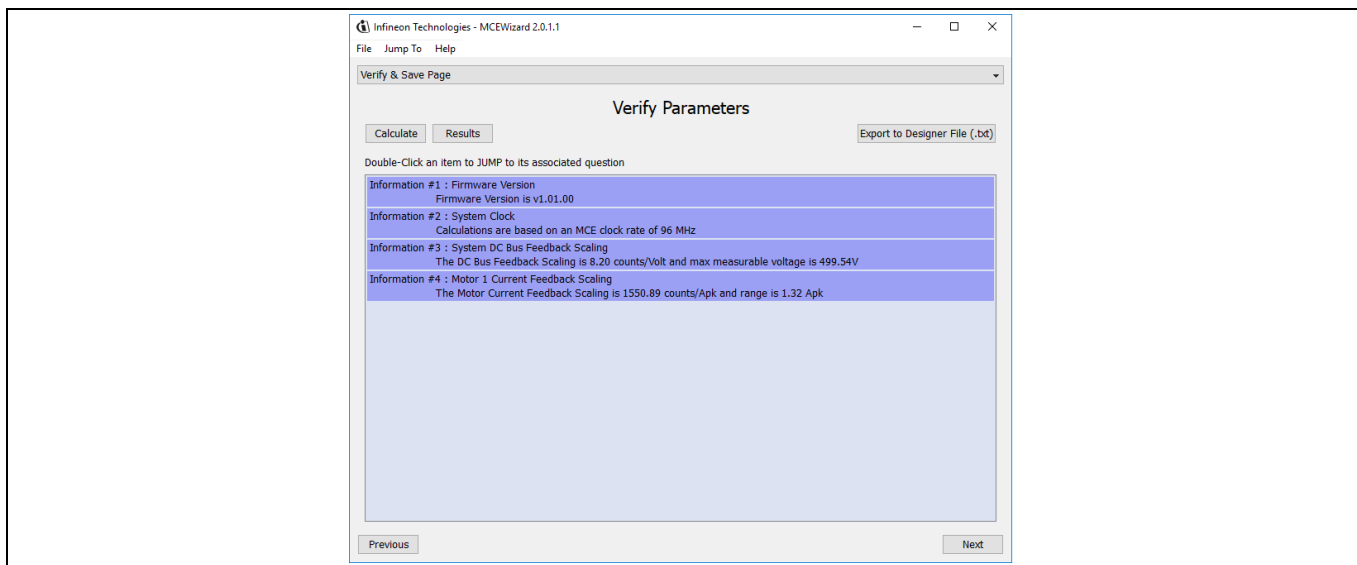 Infineon Technologies - MCEWizard 2.0.1.1
File Jump To Help
Verify & Save Page
Verify Parameters
Calculate Results Export to Designer File (.txt)
Double-Click an item to JUMP to its associated question
Information #1 : Firmware Version
Firmware Version is v1.01.00
Information #2 : System Clock
Calculations are based on an MCE clock rate of 96 MHz
Information #3 : System DC Bus Feedback Scaling
The DC Bus Feedback Scaling is 8.20 counts/Volt and max measurable voltage is 499.54V
Information #4 : Motor 1 Current Feedback Scaling
The Motor Current Feedback Scaling is 1550.89 counts/Apk and range is 1.32 Apk
Previous Next